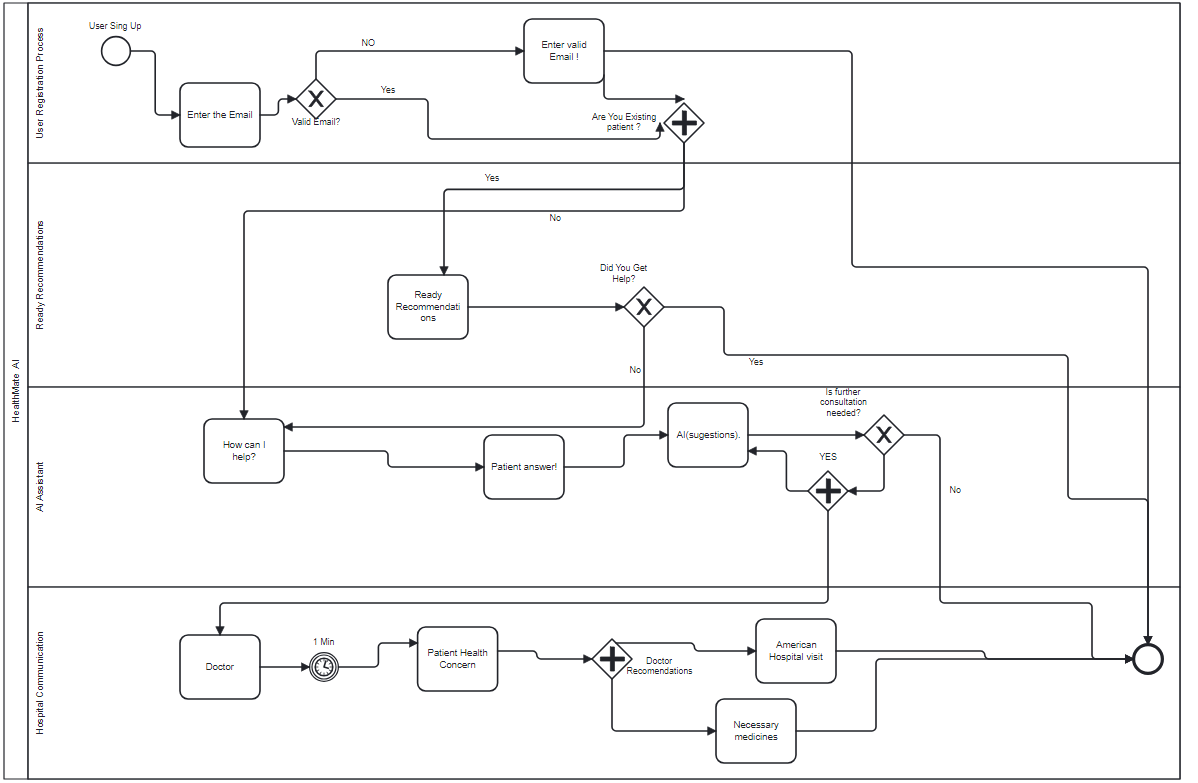 HealthMate AI
User Registration Process
User Sing Up
Enter the Email
Valid Email?
NO
Yes
Enter valid
Email !
Are You Existing
patient ?
Ready Recommendations
Yes
No
Ready
Recommendati
ons
Did You Get
Help?
No
Yes
AI Assistant
How can I
help?
Patient answer!
AI(sugestions).
Is further
consultation
needed?
YES
No
Hospital Communication
Doctor
1 Min
Patient Health
Concern
Doctor
Recomendations
American
Hospital visit
Necessary
medicines